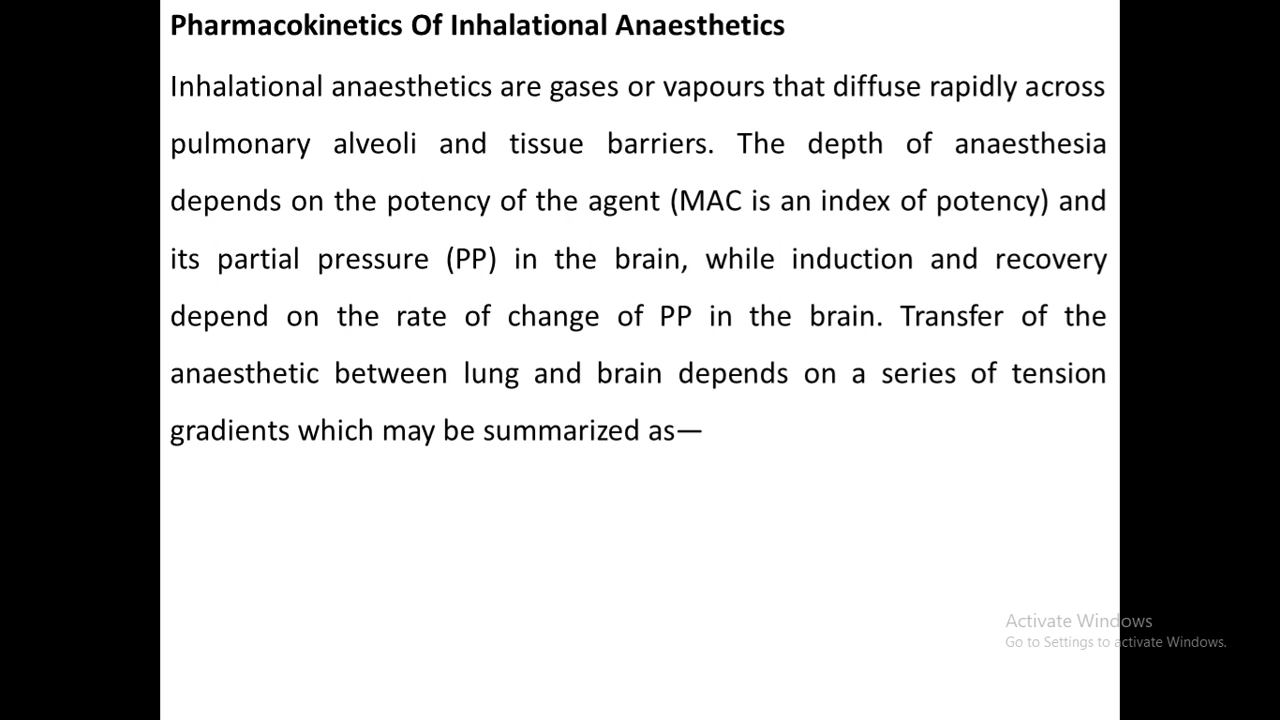 Pharmacokinetics Of Inhalational Anaesthetics
Inhalational anaesthetics are gases or vapours that diffuse rapidly across
pulmonary alveoli and tissue barriers. The depth of anaesthesia
depends on the potency of the agent (MAC is an index of potency) and
its partial pressure (PP) in the brain, while induction and recovery
depend on the rate of change of PP in the brain. Transfer of the
anaesthetic between lung and brain depends on a series of tension
gradients which may be summarized as—
Activate Windows
Go to Settings to activate Windows.